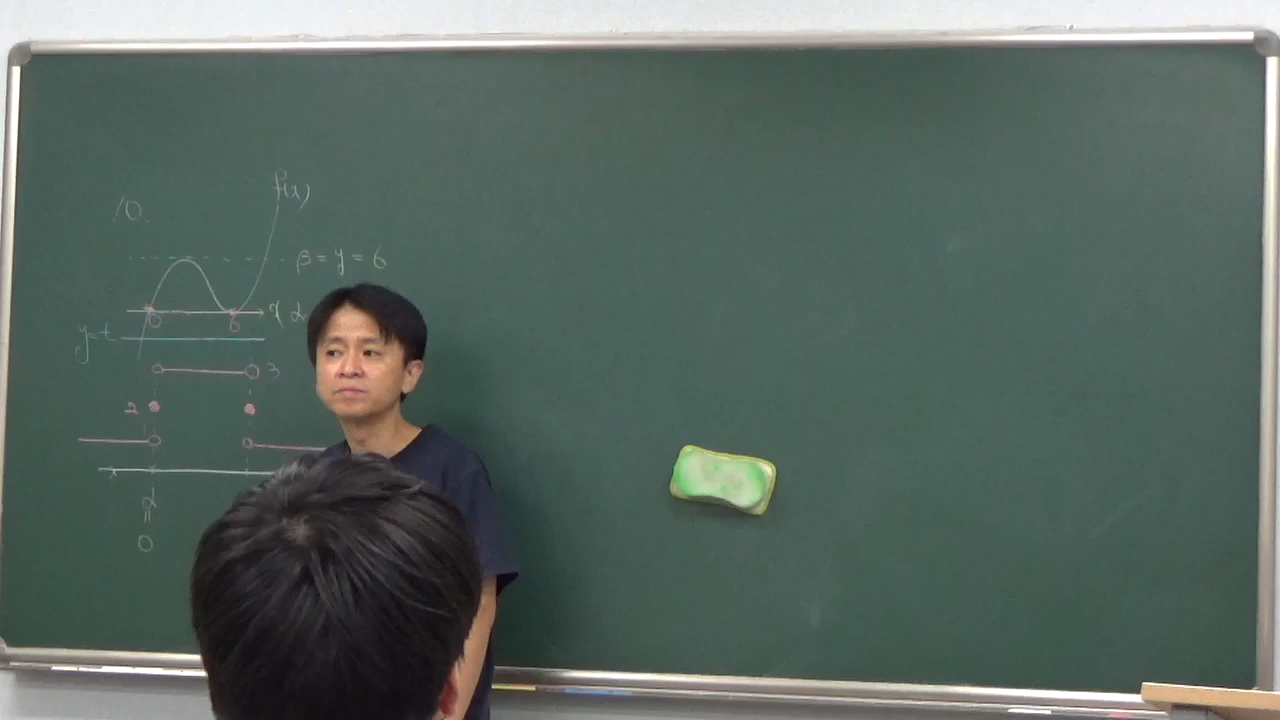 10.
f(x)
β = y = 6
0 6 x α
y=t
3
2
α
=
0